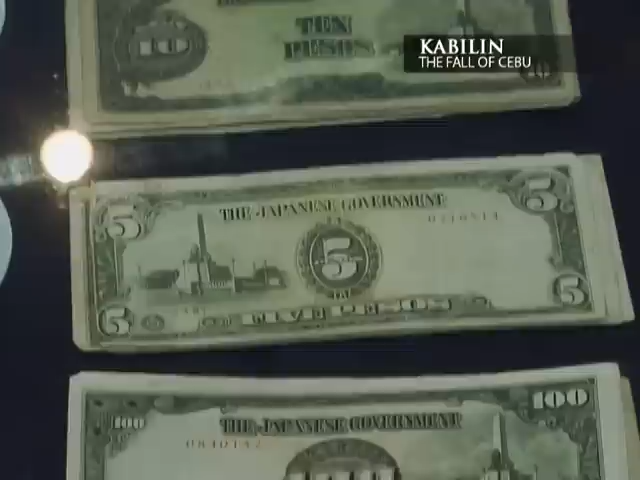 10
TEN
PESOS
KABILIN
THE FALL OF CEBU
5
THE JAPANESE GOVERNMENT
5
5
5
FIVE PESOS
5
100
THE JAPANESE GOVERNMENT
100